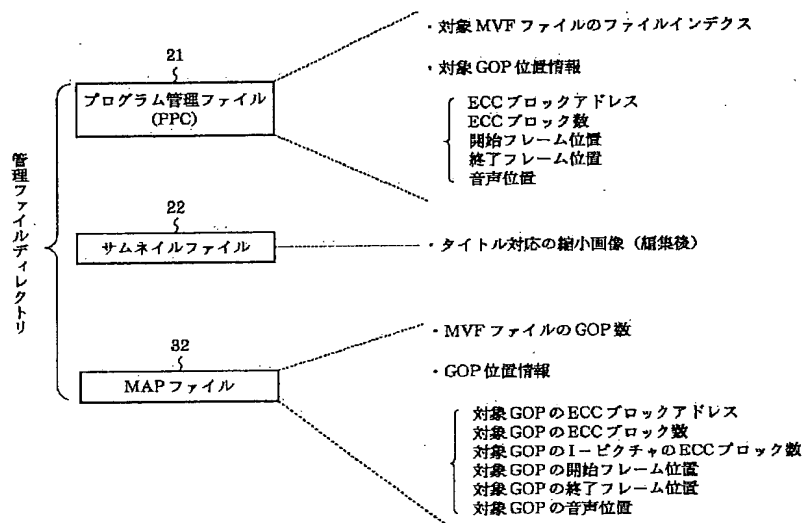 管理ファイルディレクトリ
21
プログラム管理ファイル
(PPC)
・対象 MVF ファイルのファイルインデクス
・対象 GOP 位置情報
ECC ブロックアドレス
ECC ブロック数
開始フレーム位置
終了フレーム位置
音声位置
22
サムネイルファイル
・タイトル対応の縮小画像（編集後）
32
MAP ファイル
・MVF ファイルの GOP 数
・GOP 位置情報
対象 GOP の ECC ブロックアドレス
対象 GOP の ECC ブロック数
対象 GOP の I－ピクチャの ECC ブロック数
対象 GOP の開始フレーム位置
対象 GOP の終了フレーム位置
対象 GOP の音声位置